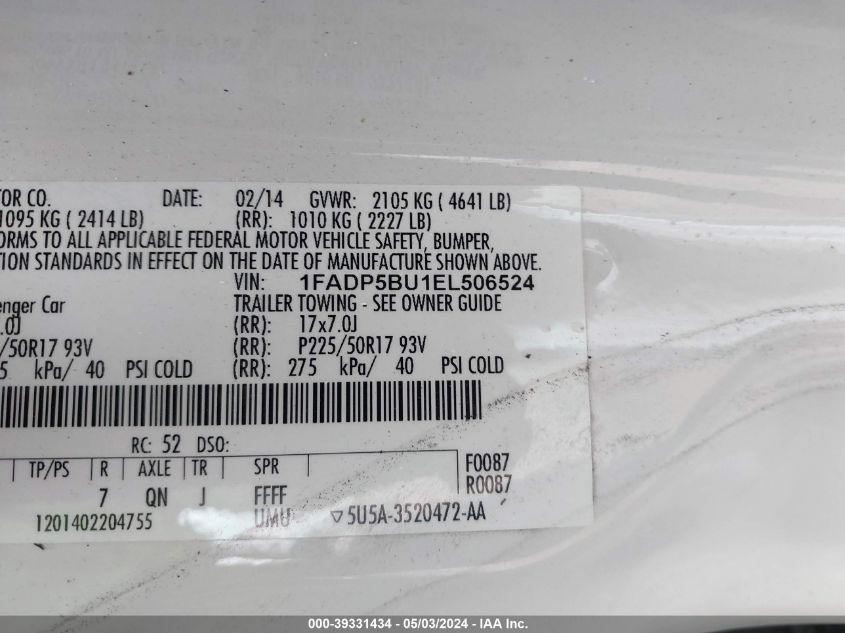 TOR CO. DATE: 02/14 GVWR: 2105 KG ( 4641 LB)
1095 KG ( 2414 LB) (RR): 1010 KG ( 2227 LB)
ORMS TO ALL APPLICABLE FEDERAL MOTOR VEHICLE SAFETY, BUMPER,
TION STANDARDS IN EFFECT ON THE DATE OF MANUFACTURE SHOWN ABOVE.
VIN: 1FADP5BU1EL506524
enger Car TRAILER TOWING - SEE OWNER GUIDE
.0J (RR): 17x7.0J
/50R17 93V (RR): P225/50R17 93V
5 kPa/ 40 PSI COLD (RR): 275 kPa/ 40 PSI COLD
RC: 52 DSO:
TP/PS R AXLE TR SPR F0087
7 QN J FFFF R0087
1201402204755 UMU ▽5U5A-3520472-AA
000-39331434 - 05/03/2024 - IAA Inc.